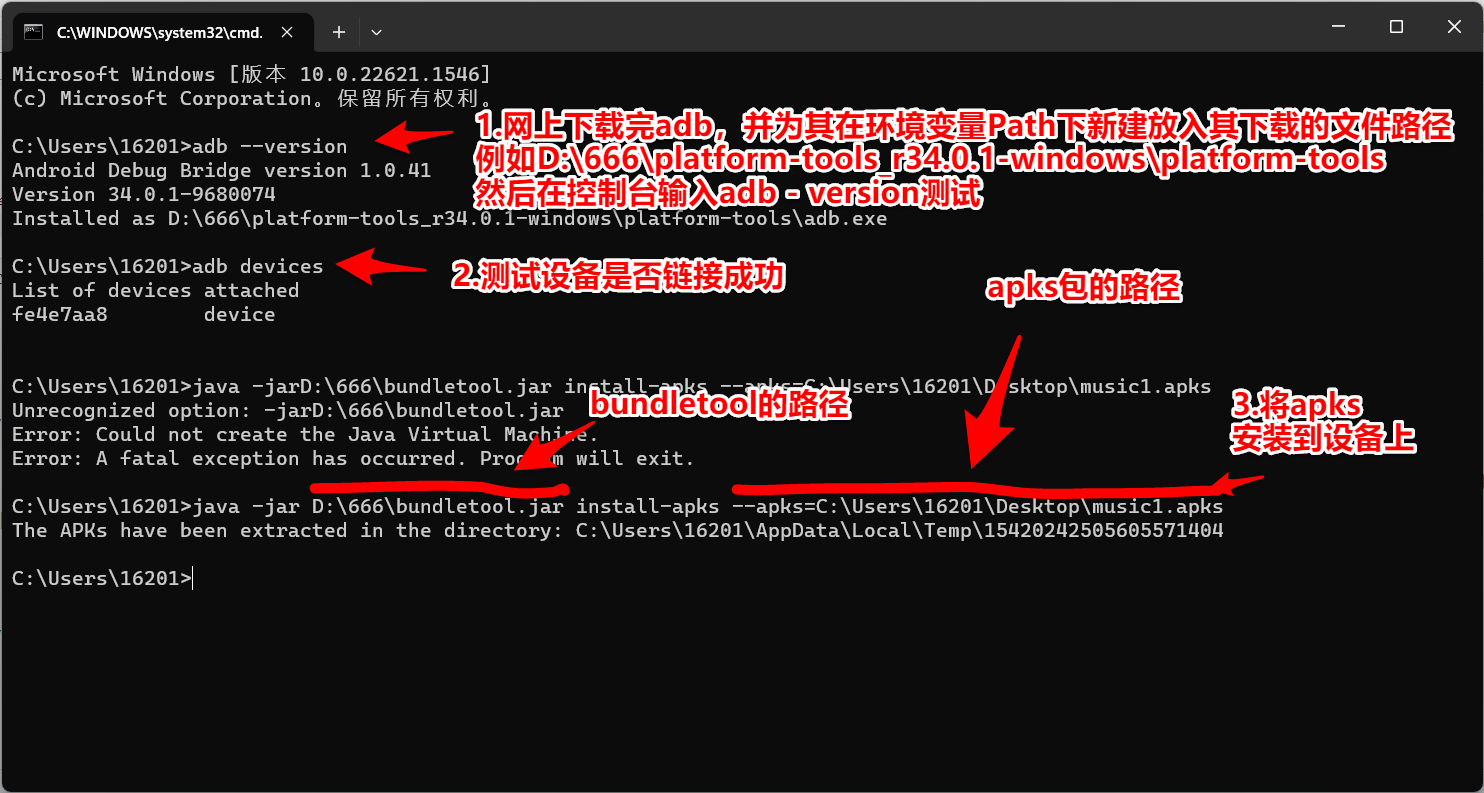 C:\WINDOWS\system32\cmd.
Microsoft Windows [版本 10.0.22621.1546]
(c) Microsoft Corporation。保留所有权利。
1.网上下载完adb，并为其在环境变量Path下新建放入其下载的文件路径
C:\Users\16201>adb --version
例如D:\666\platform-tools_r34.0.1-windows\platform-tools
Android Debug Bridge version 1.0.41
Version 34.0.1-9680074
然后在控制台输入adb - version测试
Installed as D:\666\platform-tools_r34.0.1-windows\platform-tools\adb.exe
C:\Users\16201>adb devices
2.测试设备是否链接成功
List of devices attached
apks包的路径
fe4e7aa8 device
C:\Users\16201>java -jarD:\666\bundletool.jar install-apks --apks=C:\Users\16201\Desktop\music1.apks
bundletool的路径
Unrecognized option: -jarD:\666\bundletool.jar
3.将apks
安装到设备上
Error: Could not create the Java Virtual Machine.
Error: A fatal exception has occurred. Program will exit.
C:\Users\16201>java -jar D:\666\bundletool.jar install-apks --apks=C:\Users\16201\Desktop\music1.apks
The APKs have been extracted in the directory: C:\Users\16201\AppData\Local\Temp\15420242505605571404
C:\Users\16201>